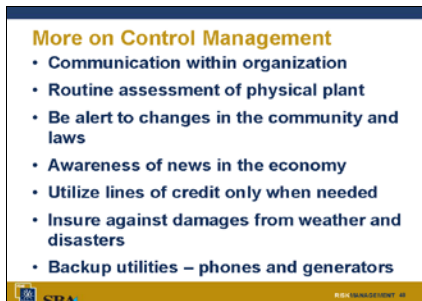 More on Control Management
• Communication within organization
• Routine assessment of physical plant
• Be alert to changes in the community and
laws
• Awareness of news in the economy
• Utilize lines of credit only when needed
• Insure against damages from weather and
disasters
• Backup utilities – phones and generators
SBA
RISK MANAGEMENT